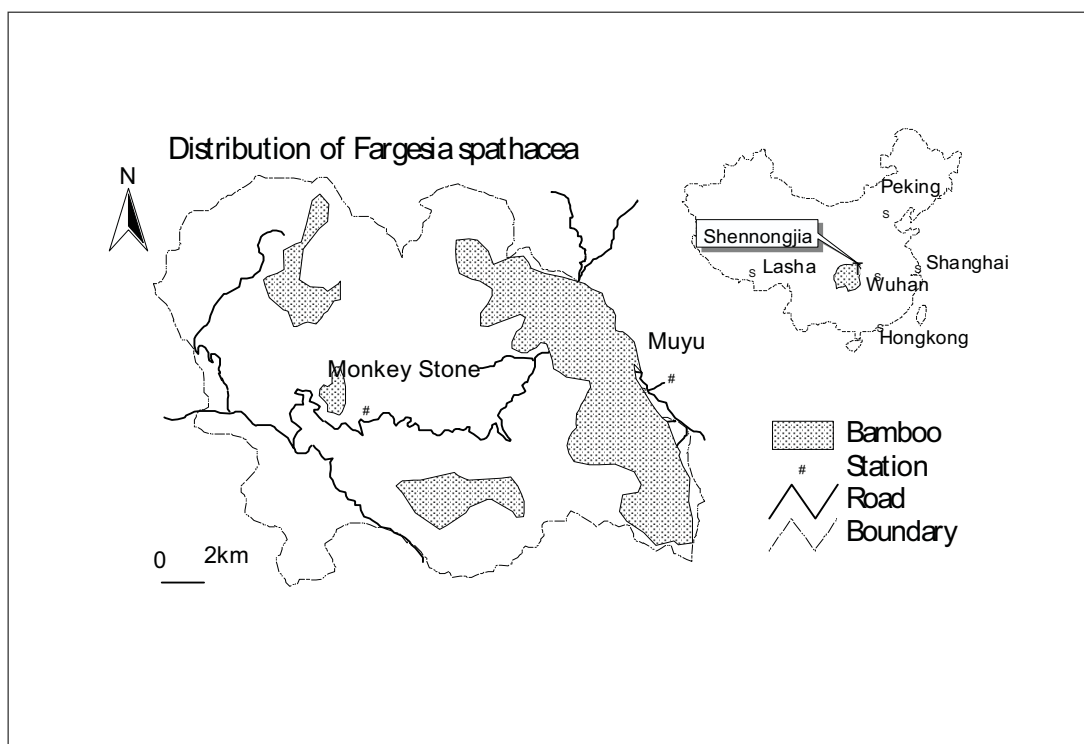 Distribution of Fargesia spathacea
N
Peking
s
Shennongjia
Lasha
s
Shanghai
s
Wuhan
s
Hongkong
s
Muyu
#
Monkey Stone
#
Bamboo
# Station
Road
Boundary
0 2km